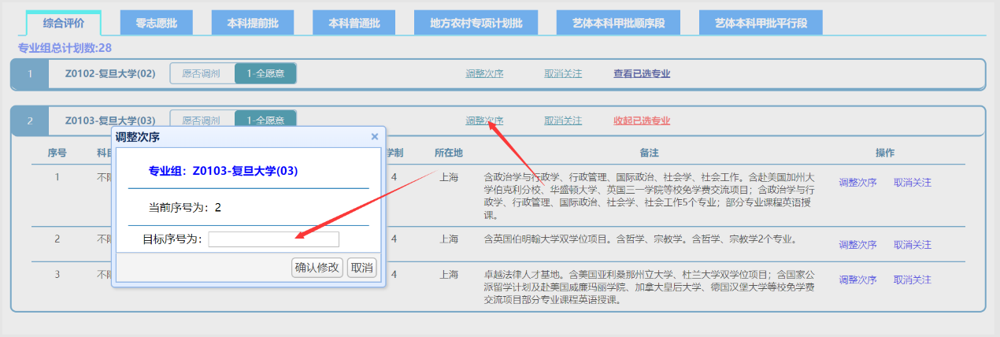 综合评价 零志愿批 本科提前批 本科普通批 地方农村专项计划批 艺体本科甲批顺序段 艺体本科甲批平行段
专业组总计划数:28
1 Z0102-复旦大学(02) 愿否调剂 1-全愿意 调整次序 取消关注 查看已选专业
2 Z0103-复旦大学(03) 愿否调剂 1-全愿意 调整次序 取消关注 收起已选专业
调整次序 ×
专业组：Z0103-复旦大学(03)
当前序号为：2
目标序号为：
确认修改 取消
序号 科目 学制 所在地 备注 操作
1 不限 4 上海 含政治学与行政学、行政管理、国际政治、社会学、社会工作。含赴美国加州大
学伯克利分校、华盛顿大学、英国三一学院等校免学费交流项目；含政治学与行
政学、行政管理、国际政治、社会学、社会工作5个专业；部分专业课程英语授
课。
调整次序 取消关注
2 不限 4 上海 含英国伯明翰大学双学位项目。含哲学、宗教学。含哲学、宗教学2个专业。 调整次序 取消关注
3 不限 4 上海 卓越法律人才基地。含美国亚利桑那州立大学、杜兰大学双学位项目；含国家公
派留学计划及赴美国威廉玛丽学院、加拿大皇后大学、德国汉堡大学等校免学费
交流项目部分专业课程英语授课。
调整次序 取消关注